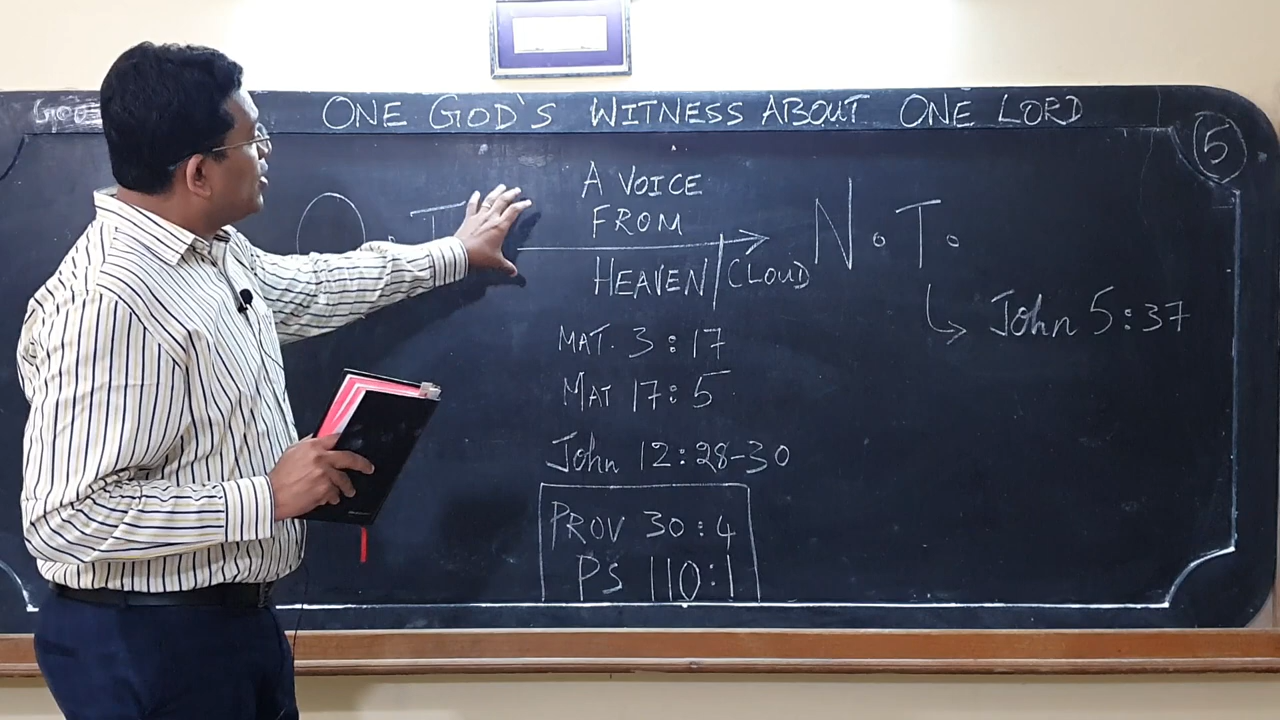 ONE GOD'S WITNESS ABOUT ONE LORD
5
A VOICE
FROM
HEAVEN/CLOUD
O. T
N.T.
John 5:37
MAT. 3:17
MAT 17:5
John 12:28-30
PROV 30:4
PS 110:1